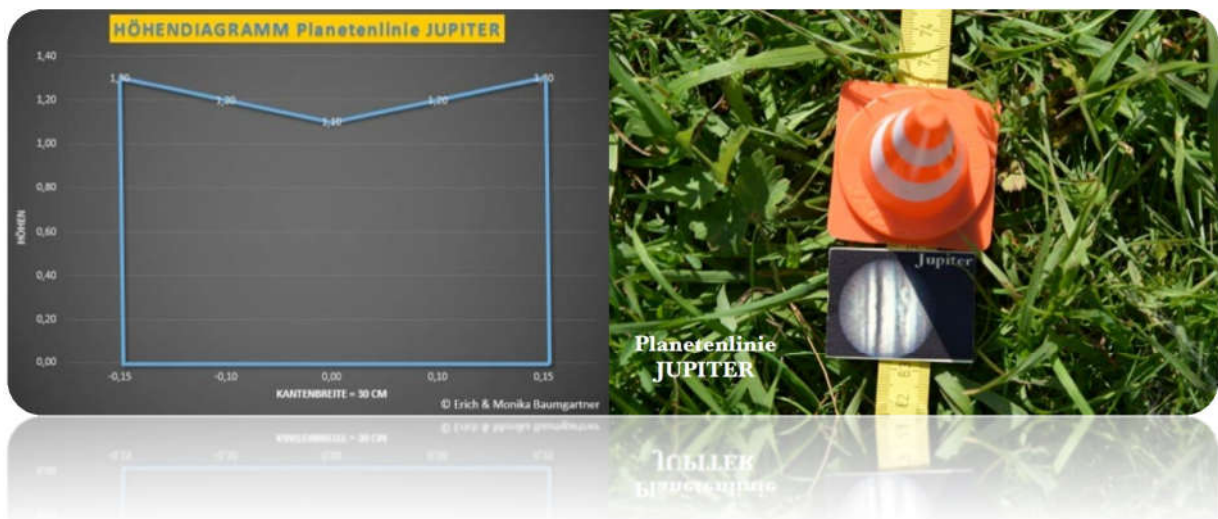 HÖHENDIAGRAMM Planetenlinie JUPITER
1,40
1,20
1,00
0,80
0,60
0,40
0,20
0,00
HÖHEN
1,30
1,20
1,10
1,20
1,30
-0,15
-0,10
0,00
0,10
0,15
KANTENBREITE = 30 CM
© Erich & Monika Baumgartner
74
Jupiter
62
Planetenlinie
JUPITER